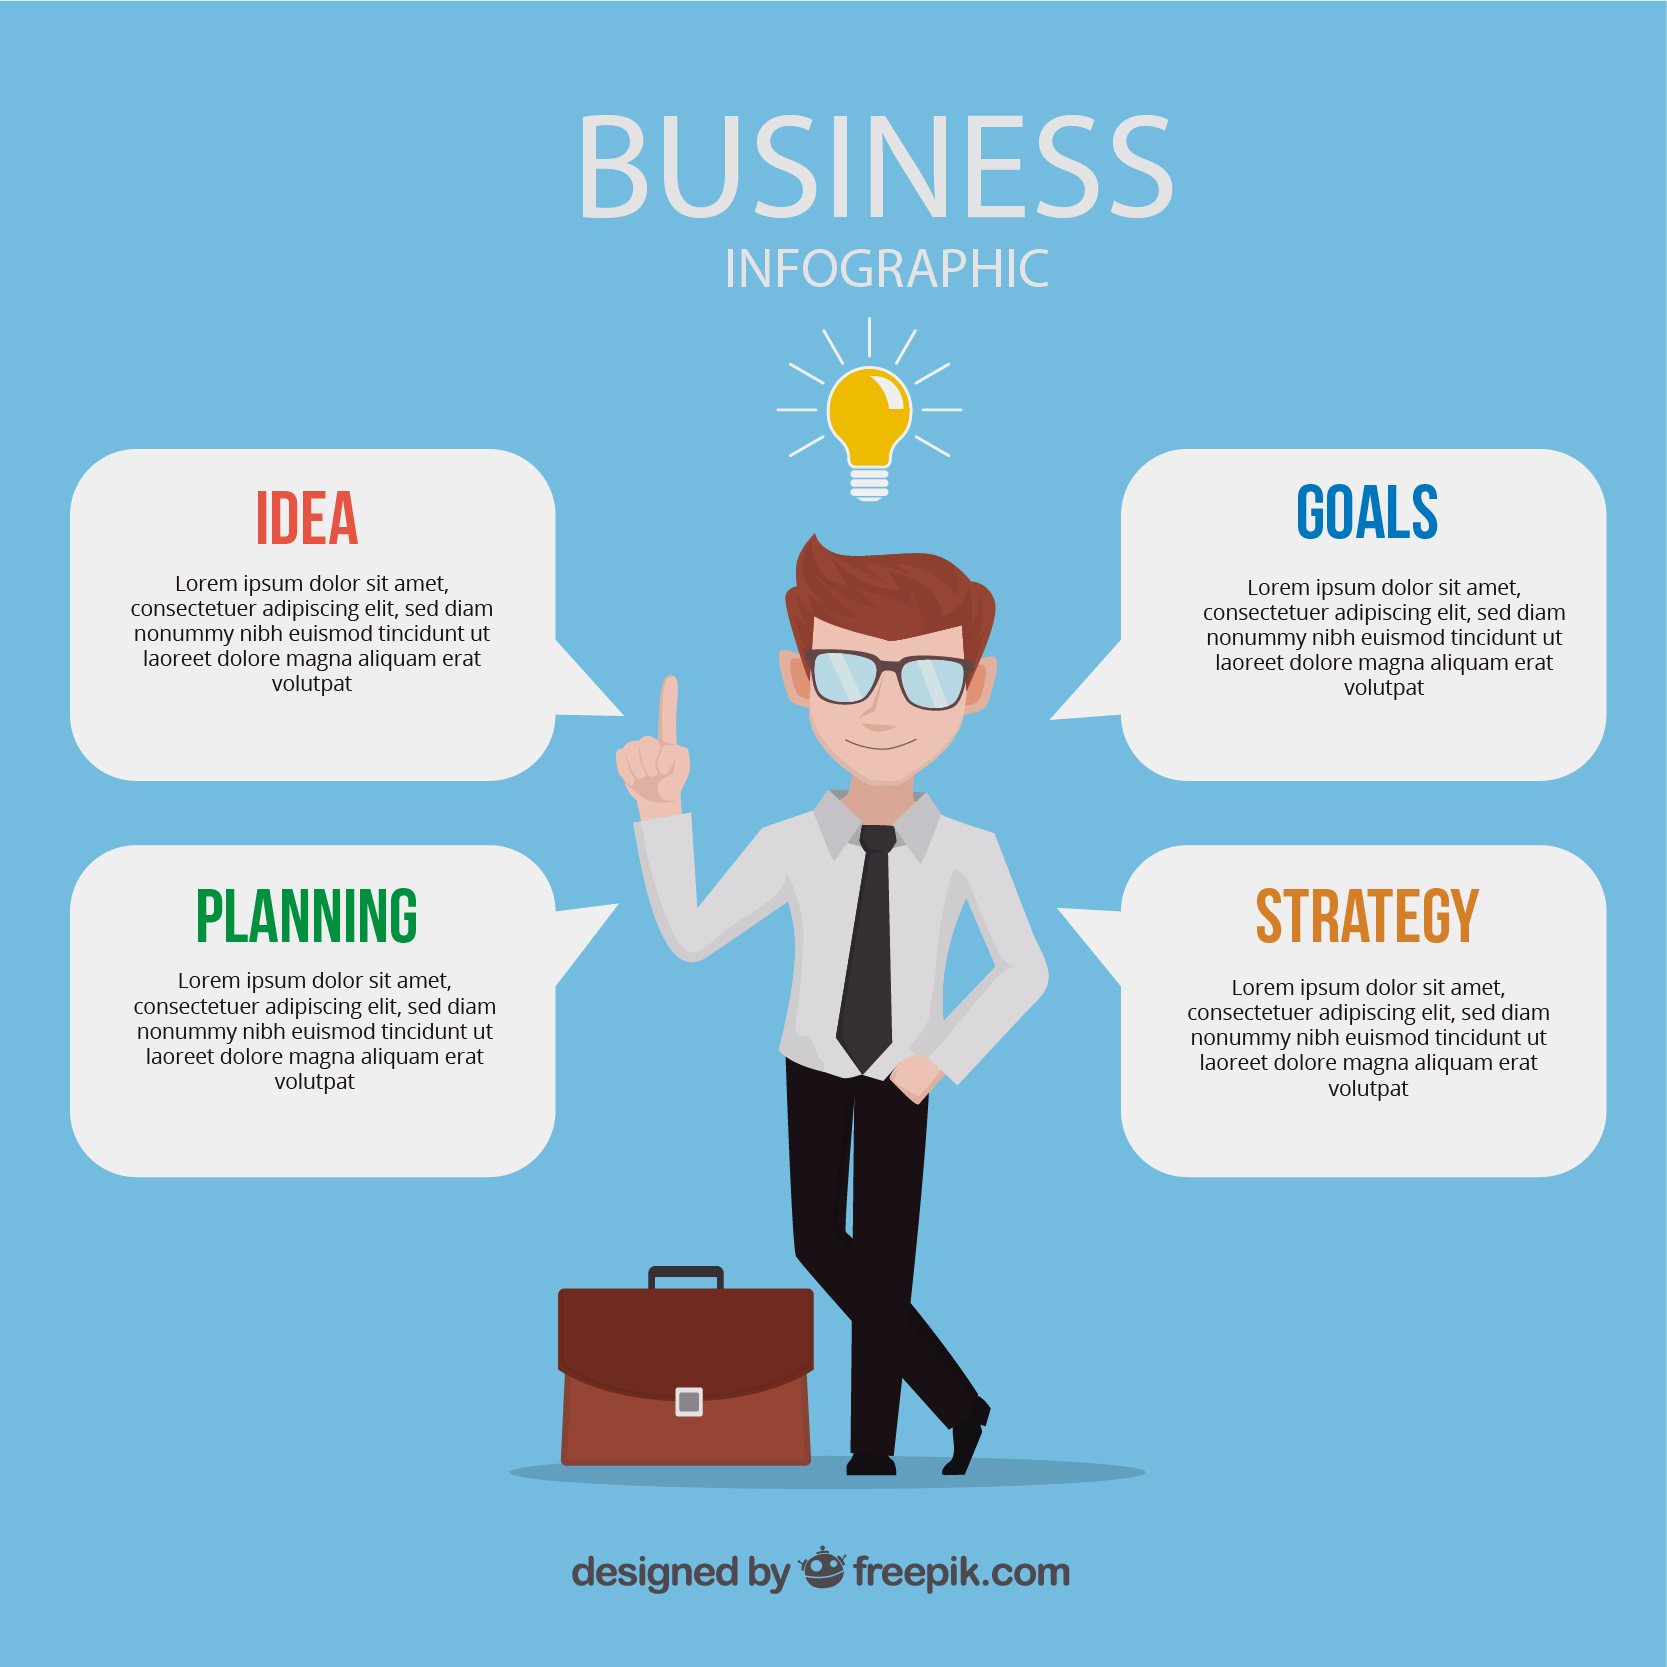 BUSINESS
INFOGRAPHIC
IDEA
Lorem ipsum dolor sit amet,
consectetuer adipiscing elit, sed diam
nonummy nibh euismod tincidunt ut
laoreet dolore magna aliquam erat
volutpat
GOALS
Lorem ipsum dolor sit amet,
consectetuer adipiscing elit, sed diam
nonummy nibh euismod tincidunt ut
laoreet dolore magna aliquam erat
volutpat
PLANNING
Lorem ipsum dolor sit amet,
consectetuer adipiscing elit, sed diam
nonummy nibh euismod tincidunt ut
laoreet dolore magna aliquam erat
volutpat
STRATEGY
Lorem ipsum dolor sit amet,
consectetuer adipiscing elit, sed diam
nonummy nibh euismod tincidunt ut
laoreet dolore magna aliquam erat
volutpat
designed by freepik.com